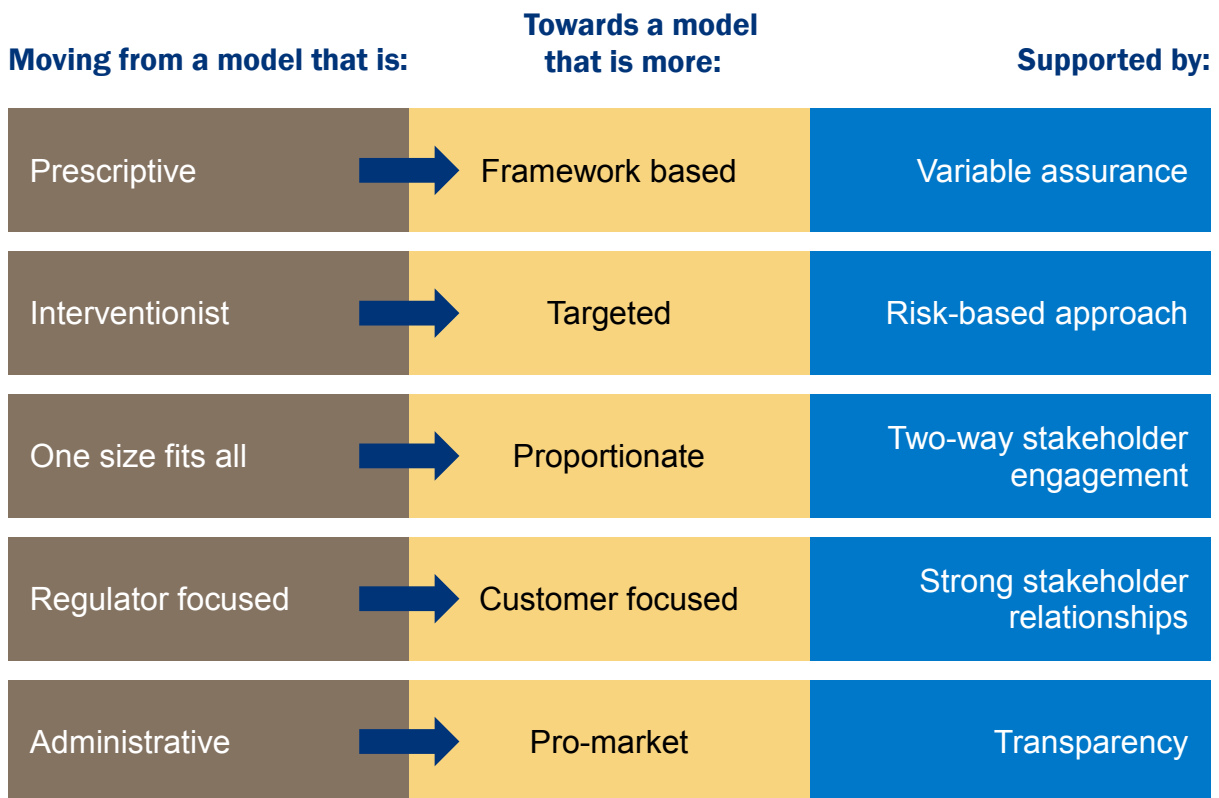 Moving from a model that is:
Towards a model
that is more:
Supported by:
Prescriptive
Framework based
Variable assurance
Interventionist
Targeted
Risk-based approach
One size fits all
Proportionate
Two-way stakeholder
engagement
Regulator focused
Customer focused
Strong stakeholder
relationships
Administrative
Pro-market
Transparency